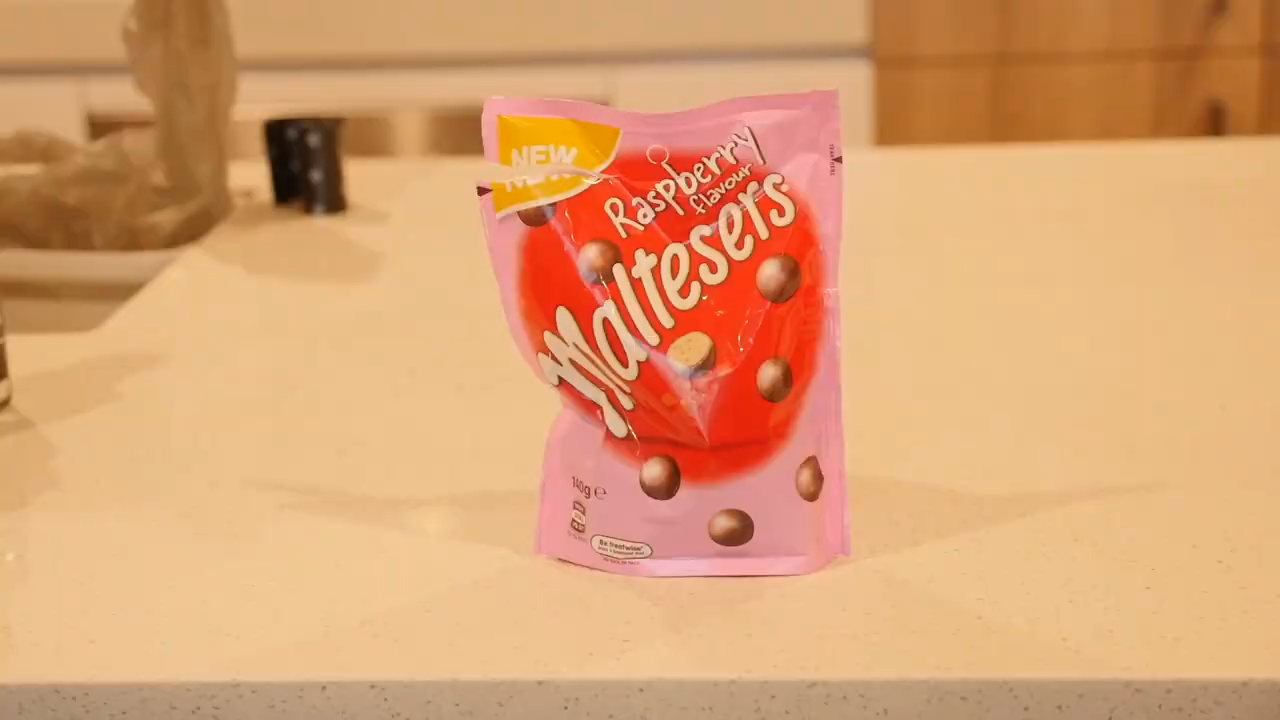 NEW
Raspberry
flavour
Maltesers
140g e
Be treatwise